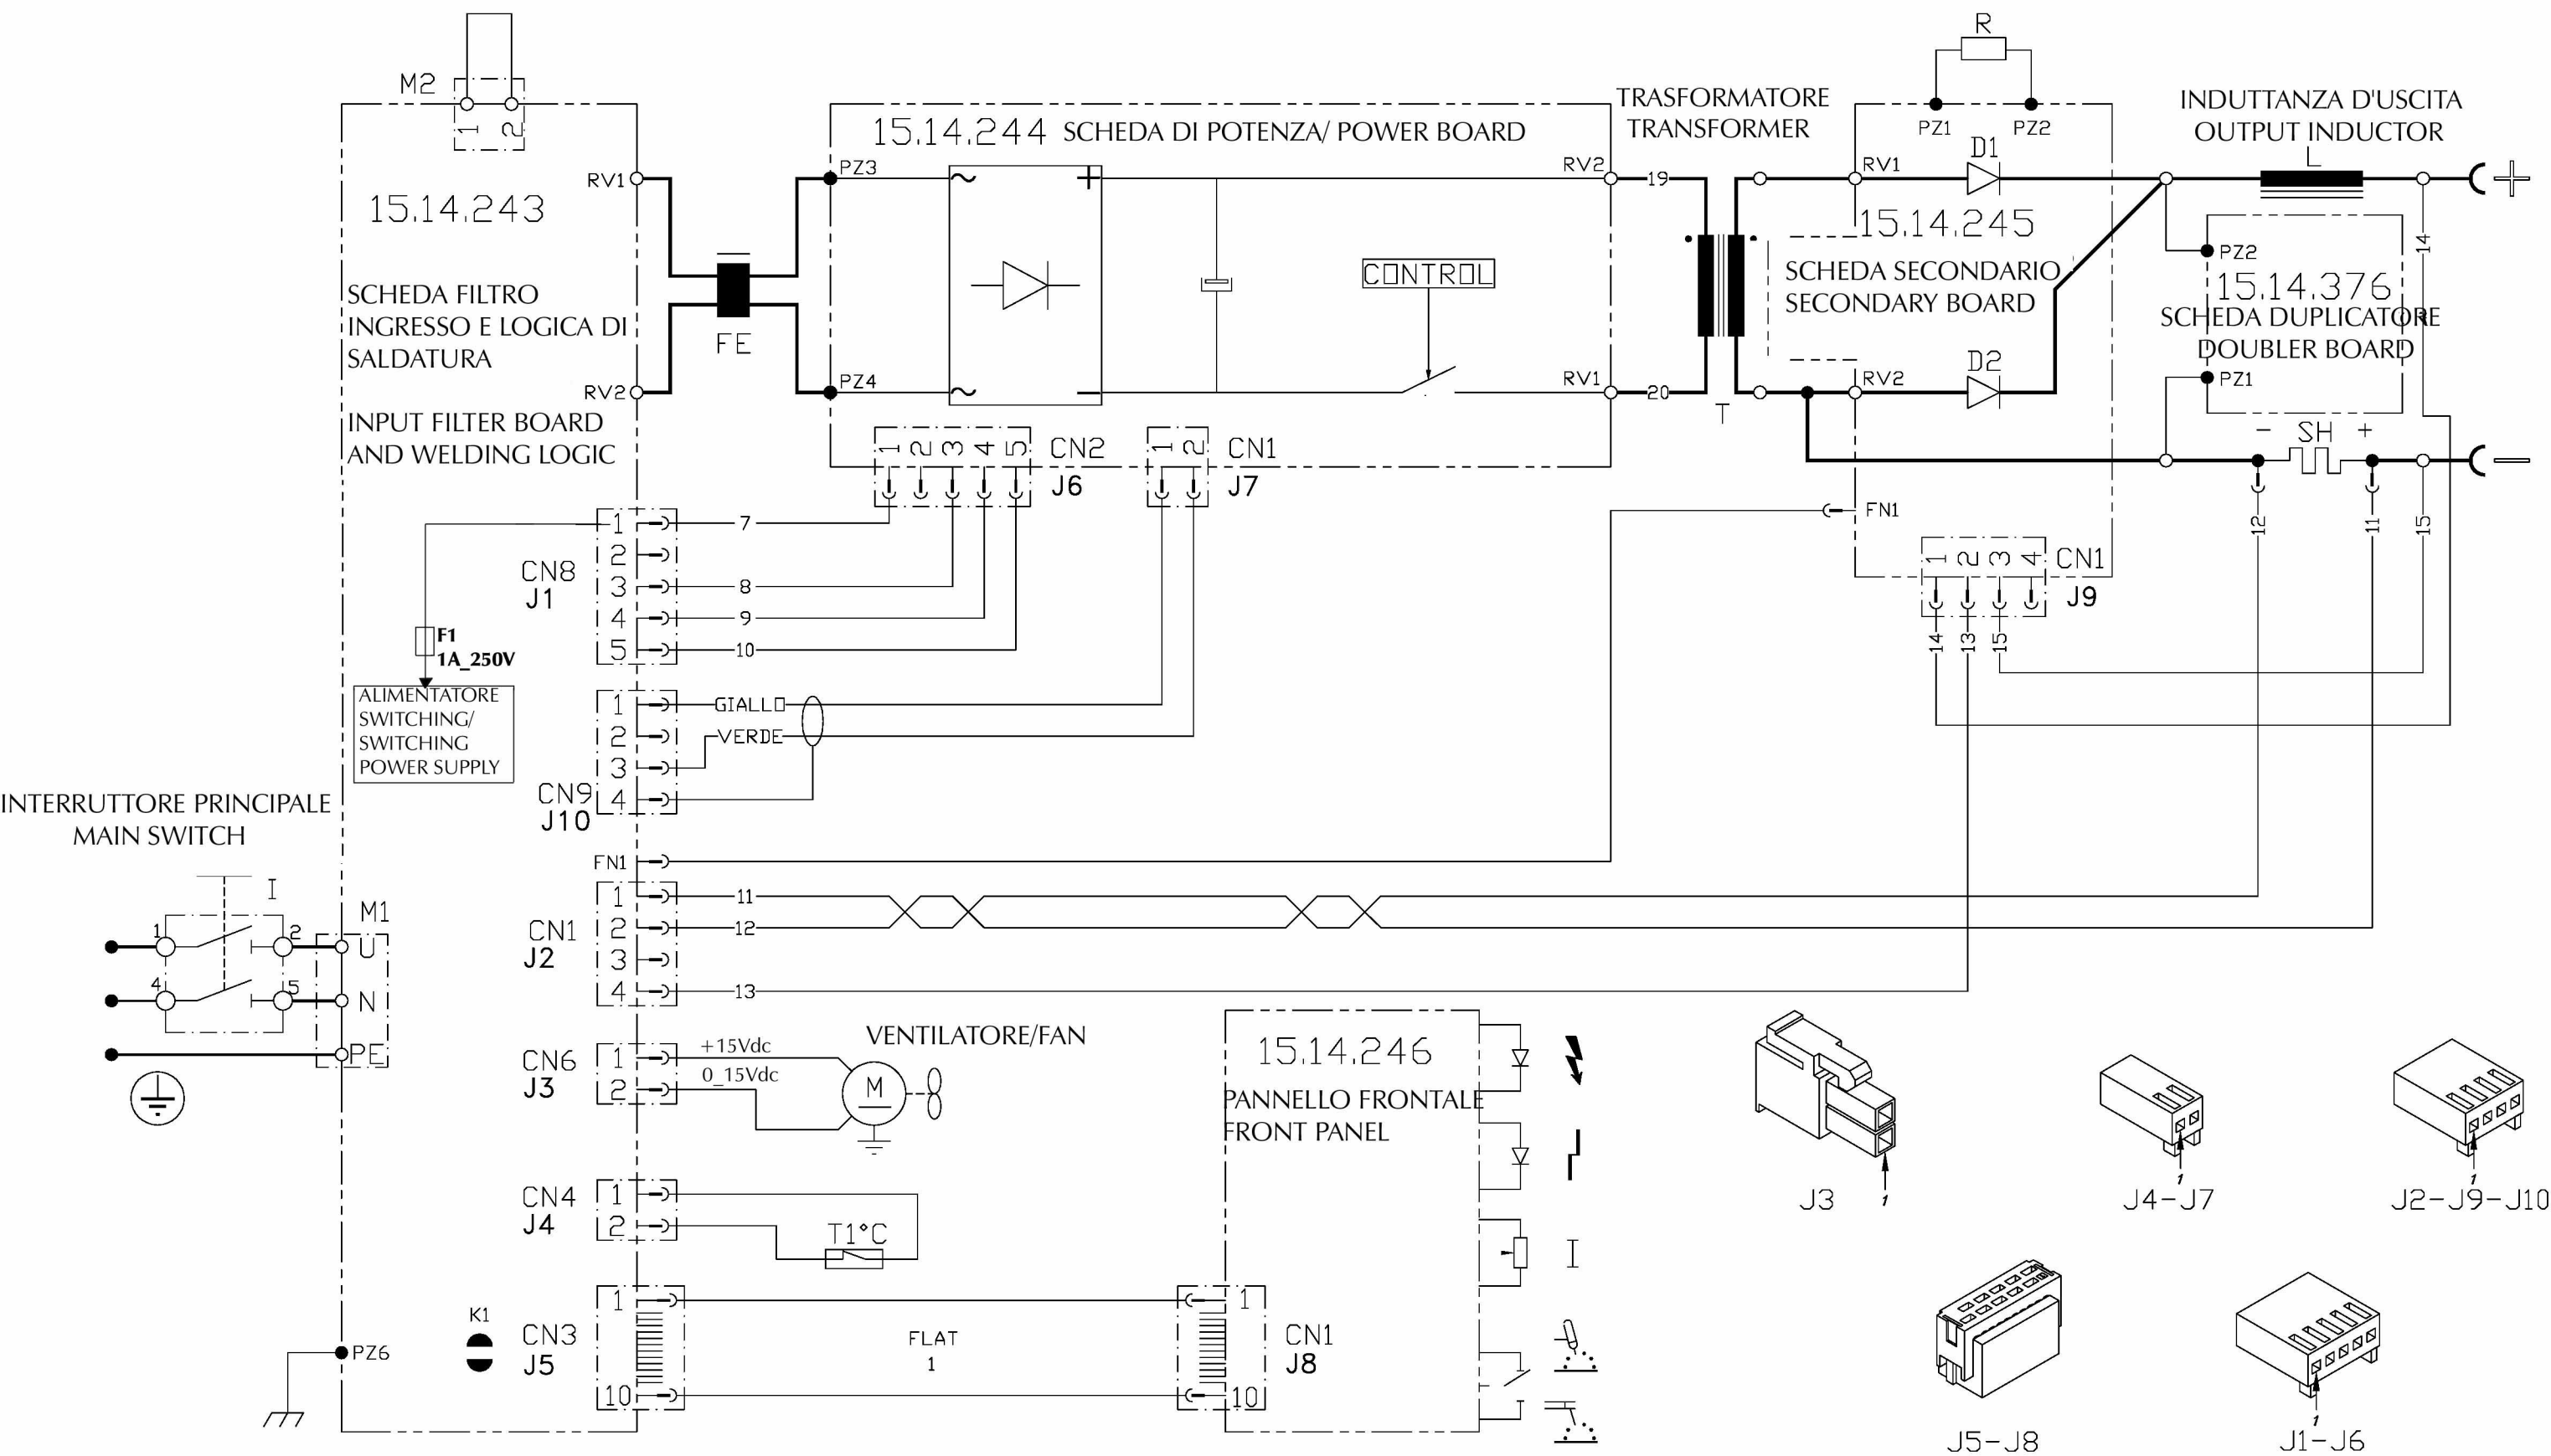 M2
1 2
15.14.243
SCHEDA FILTRO
INGRESSO E LOGICA DI
SALDATURA
INPUT FILTER BOARD
AND WELDING LOGIC
RV1
RV2
FE
15.14.244 SCHEDA DI POTENZA/ POWER BOARD
PZ3
PZ4
~
+
~
−
CONTROL
RV2
RV1
TRASFORMATORE
TRANSFORMER
19
20
T
R
PZ1 PZ2
RV1
D1
15.14.245
SCHEDA SECONDARIO
SECONDARY BOARD
RV2
D2
FN1
INDUTTANZA D'USCITA
OUTPUT INDUCTOR
L
+
14
PZ2
15.14.376
SCHEDA DUPLICATORE
DOUBLER BOARD
PZ1
- SH +
−
12
11
15
1 2 3 4 5 CN2
J6
1 2 CN1
J7
1 2 3 4 CN1
J9
14 13 15
1
2
3
4
5
CN8
J1
7
8
9
10
F1
1A_250V
ALIMENTATORE
SWITCHING/
SWITCHING
POWER SUPPLY
1
2
3
4
CN9
J10
GIALLO
VERDE
FN1
1
2
3
4
CN1
J2
11
12
13
INTERRUTTORE PRINCIPALE
MAIN SWITCH
I
1 2
4 5
M1
U
N
PE
CN6
J3
1
2
+15Vdc
0_15Vdc
VENTILATORE/FAN
M
CN4
J4
1
2
T1°C
K1
PZ6
CN3
J5
1
10
FLAT
1
1
10
CN1
J8
15.14.246
PANNELLO FRONTALE
FRONT PANEL
I
J3 1
1
J4-J7
1
J2-J9-J10
J5-J8
1
J1-J6